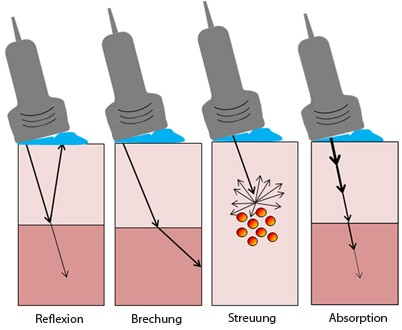 Reflexion
Brechung
Streuung
Absorption